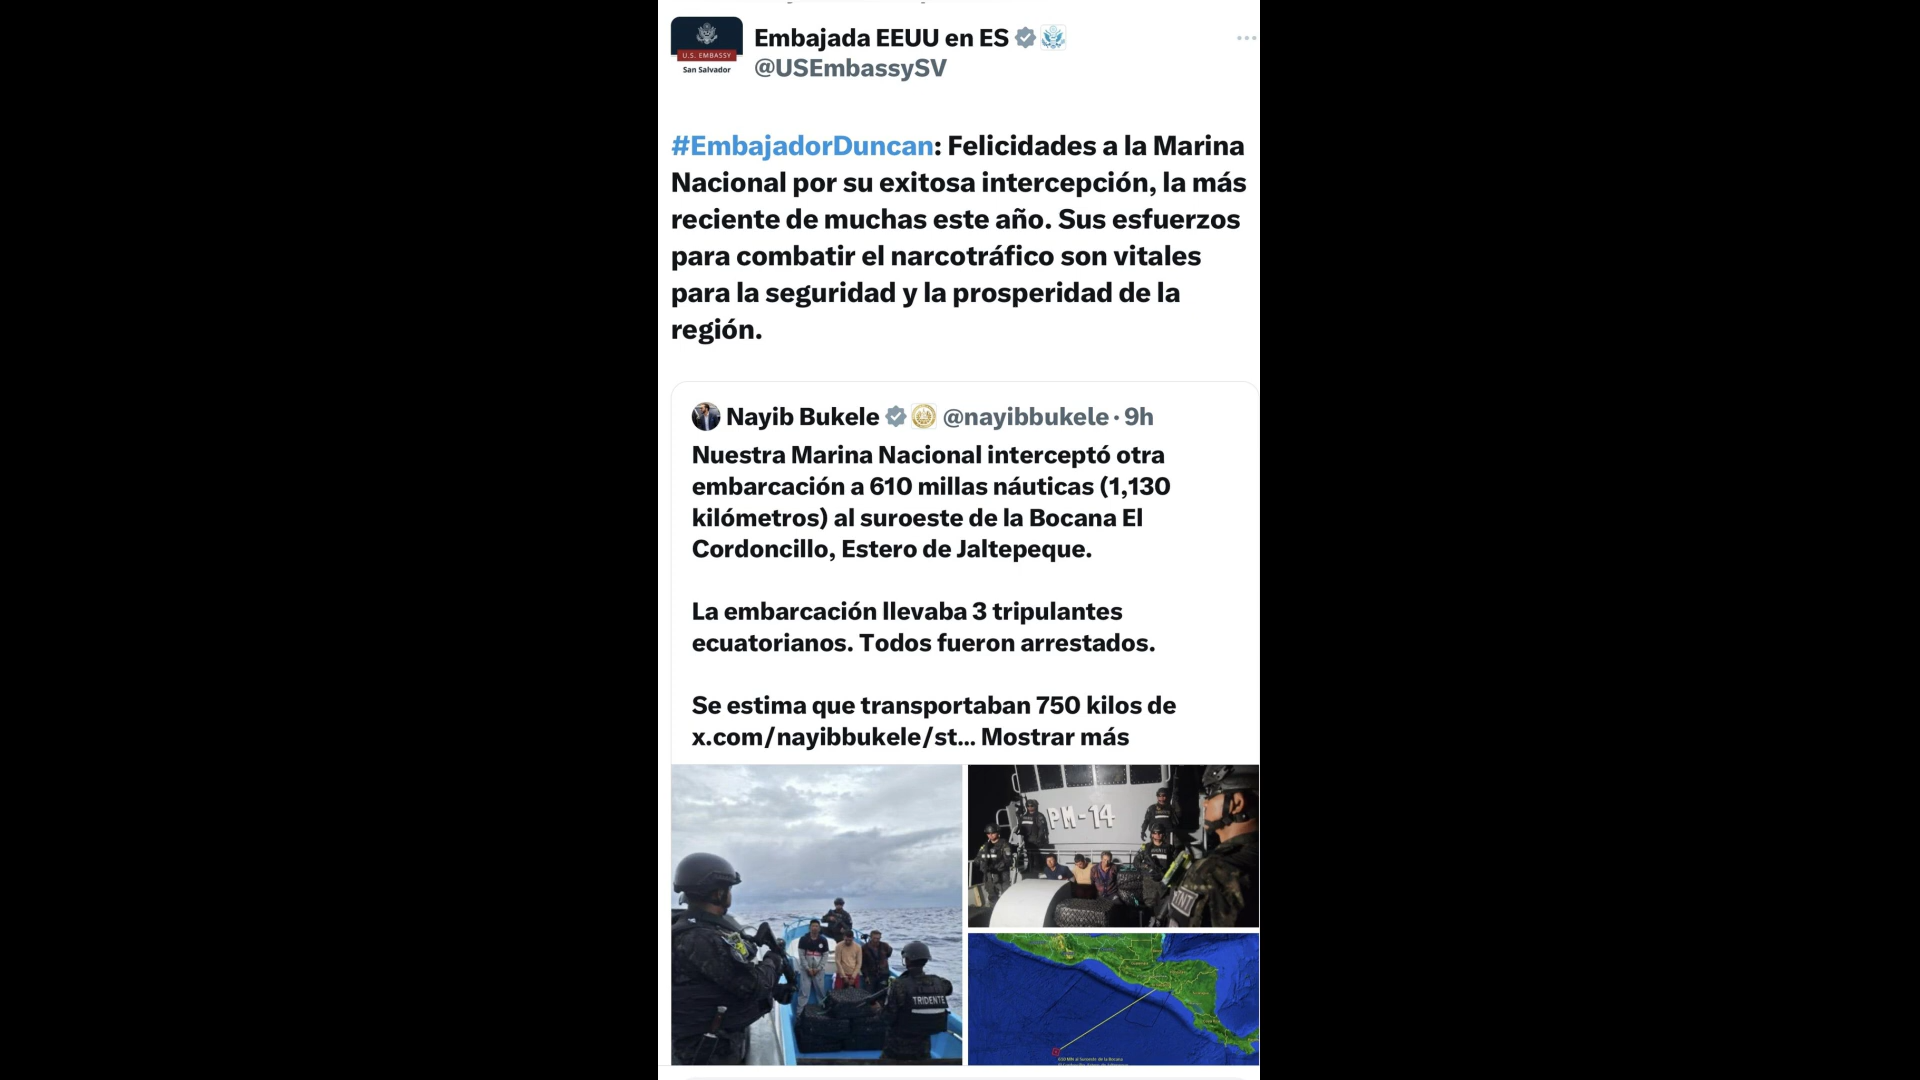 U.S. EMBASSY
San Salvador
Embajada EEUU en ES
@USEmbassySV
#EmbajadorDuncan: Felicidades a la Marina
Nacional por su exitosa intercepción, la más
reciente de muchas este año. Sus esfuerzos
para combatir el narcotráfico son vitales
para la seguridad y la prosperidad de la
región.
Nayib Bukele @nayibbukele · 9h
Nuestra Marina Nacional interceptó otra
embarcación a 610 millas náuticas (1,130
kilómetros) al suroeste de la Bocana El
Cordoncillo, Estero de Jaltepeque.
La embarcación llevaba 3 tripulantes
ecuatorianos. Todos fueron arrestados.
Se estima que transportaban 750 kilos de
x.com/nayibbukele/st... Mostrar más
PM-14
TRIDENTE